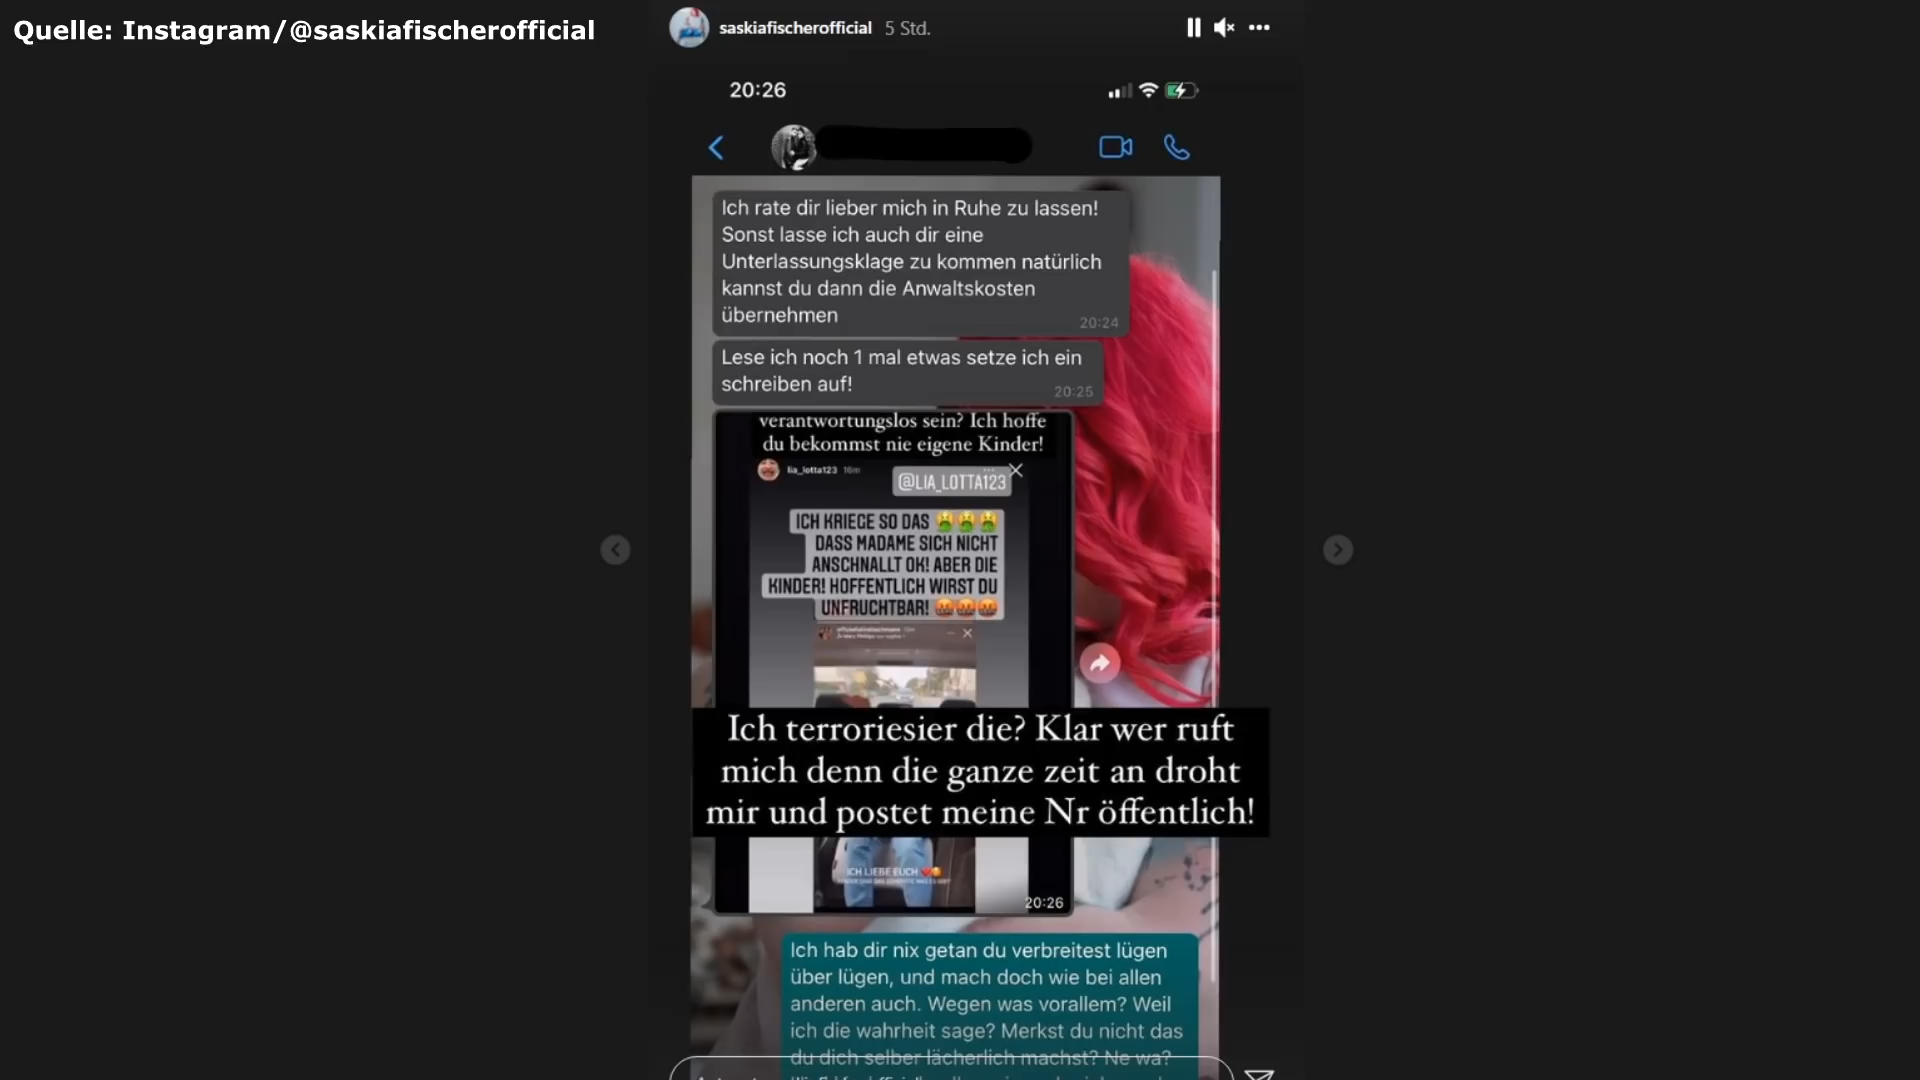 Quelle: Instagram/@saskiafischerofficial
saskiafischerofficial 5 Std.
20:26
Ich rate dir lieber mich in Ruhe zu lassen!
Sonst lasse ich auch dir eine
Unterlassungsklage zu kommen natürlich
kannst du dann die Anwaltskosten
übernehmen
20:24
Lese ich noch 1 mal etwas setze ich ein
schreiben auf!
20:25
verantwortungslos sein? Ich hoffe
du bekommst nie eigene Kinder!
lia_lotta123 16m
@LIA_LOTTA123
ICH KRIEGE SO DAS 🤮🤮🤮
DASS MADAME SICH NICHT
ANSCHNALLT OK! ABER DIE
KINDER! HOFFENTLICH WIRST DU
UNFRUCHTBAR! 🤬🤬🤬
Ich terroriesier die? Klar wer ruft
mich denn die ganze zeit an droht
mir und postet meine Nr öffentlich!
ICH LIEBE EUCH
20:26
Ich hab dir nix getan du verbreitest lügen
über lügen, und mach doch wie bei allen
anderen auch. Wegen was vorallem? Weil
ich die wahrheit sage? Merkst du nicht das
du dich selber lächerlich machst? Ne wa?